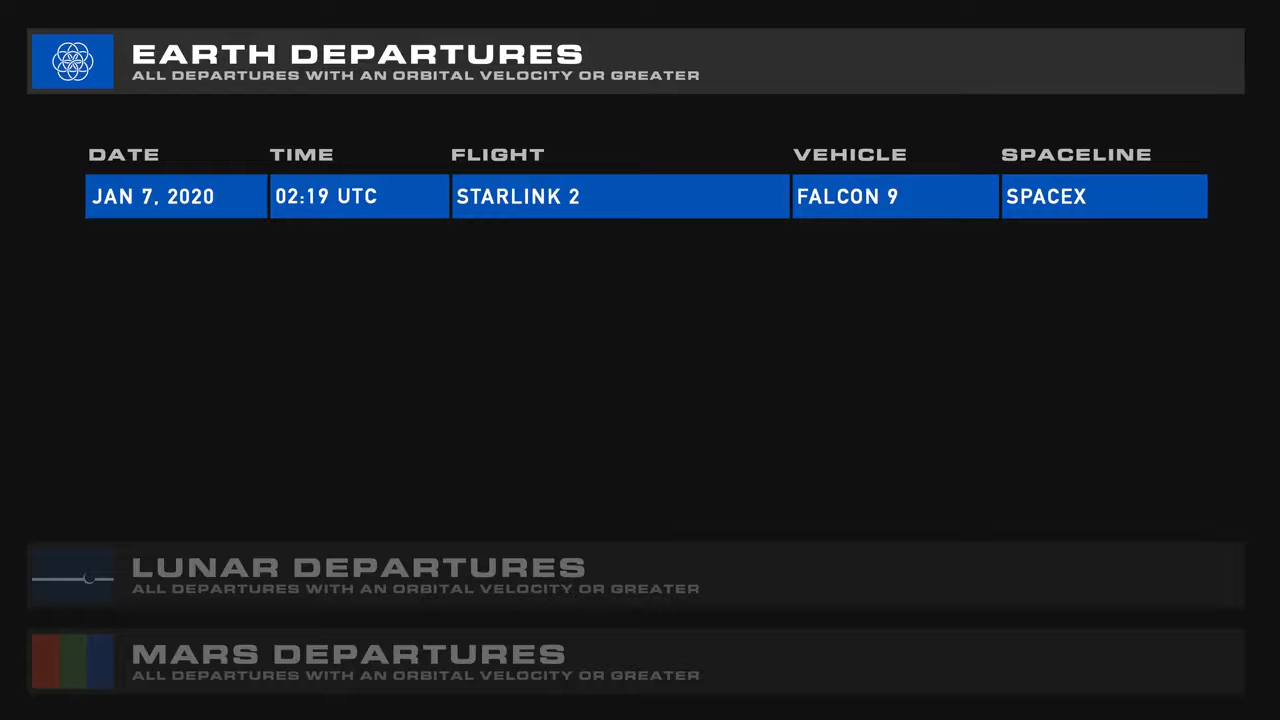 EARTH DEPARTURES
ALL DEPARTURES WITH AN ORBITAL VELOCITY OR GREATER
DATE TIME FLIGHT VEHICLE SPACELINE
JAN 7, 2020 02:19 UTC STARLINK 2 FALCON 9 SPACEX
LUNAR DEPARTURES
ALL DEPARTURES WITH AN ORBITAL VELOCITY OR GREATER
MARS DEPARTURES
ALL DEPARTURES WITH AN ORBITAL VELOCITY OR GREATER